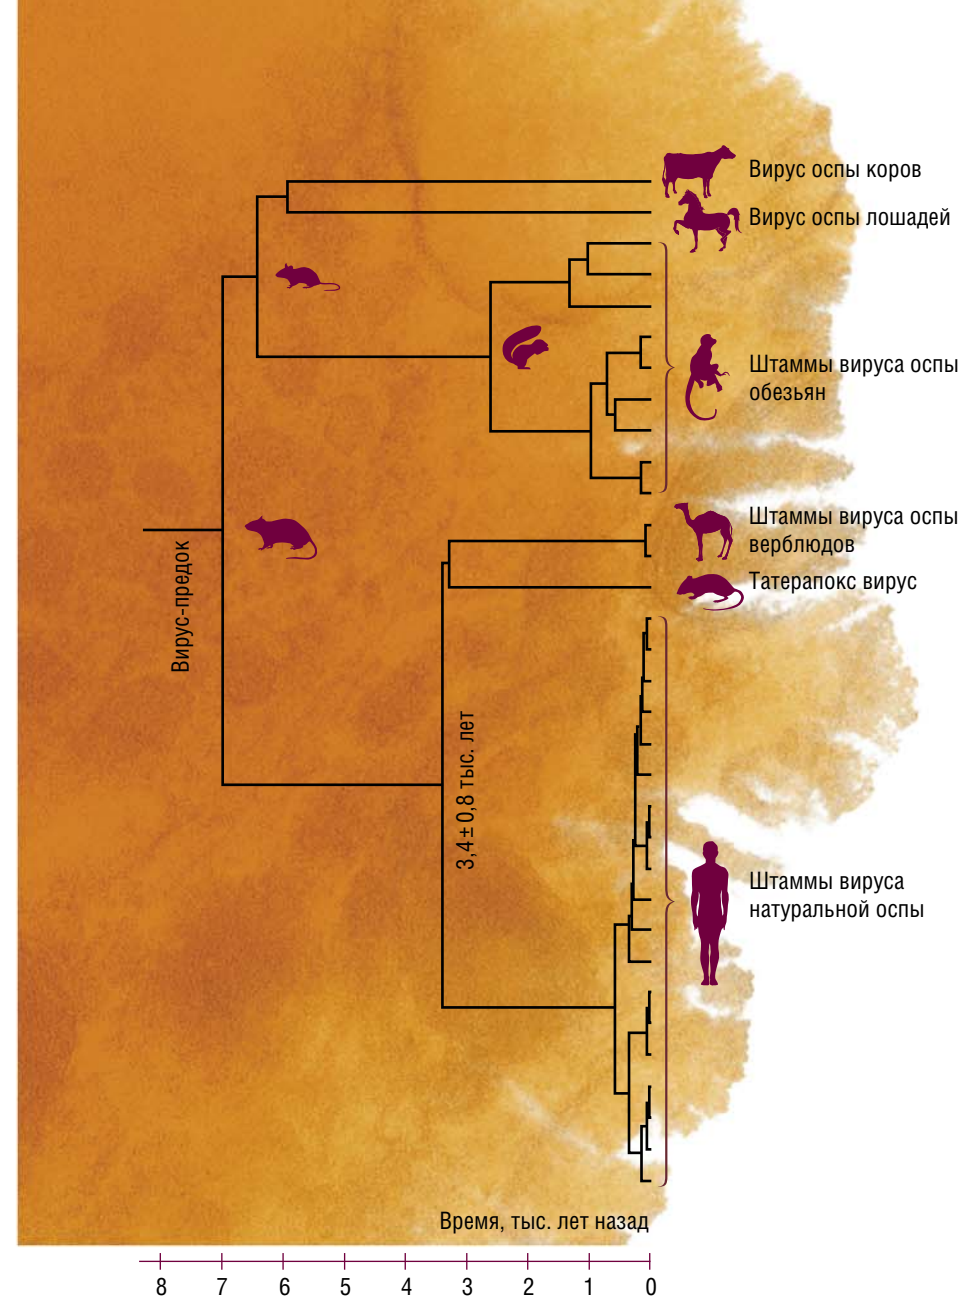 Вирус оспы коров
Вирус оспы лошадей
Штаммы вируса оспы
обезьян
Штаммы вируса оспы
верблюдов
Татерапокс вирус
Вирус-предок
3,4 ± 0,8 тыс. лет
Штаммы вируса
натуральной оспы
Время, тыс. лет назад
8 7 6 5 4 3 2 1 0